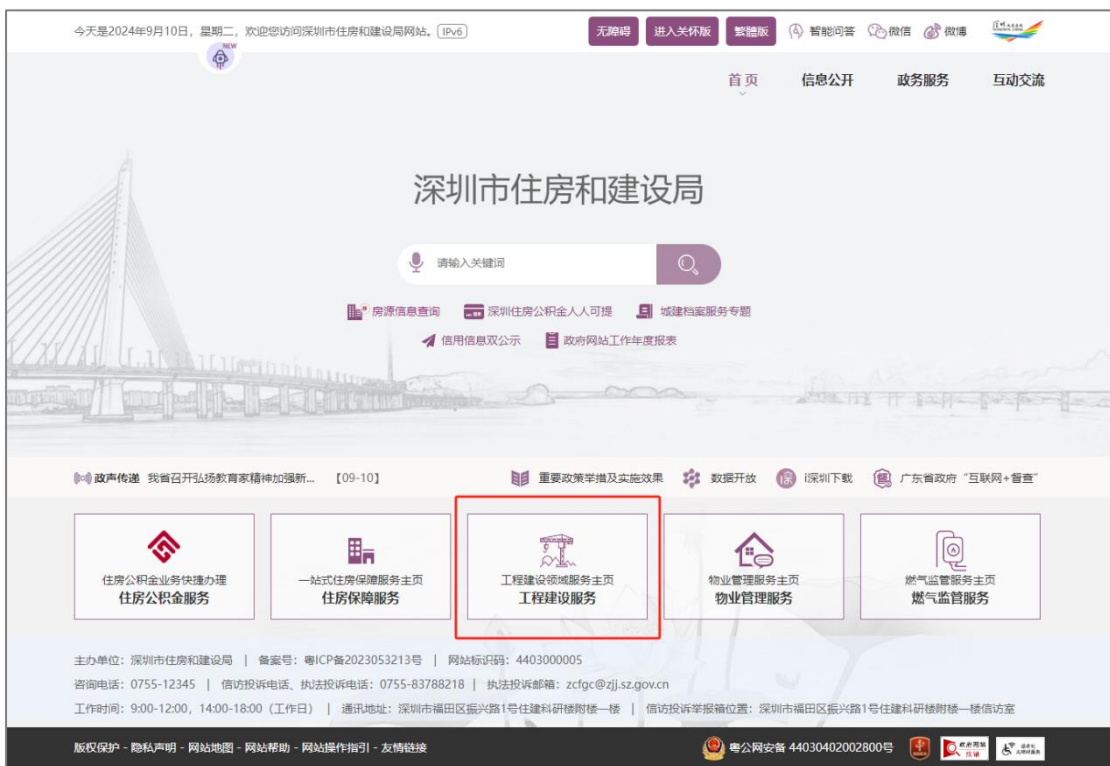 今天是2024年9月10日，星期二，欢迎您访问深圳市住房和建设局网站。 IPv6 无障碍 进入关怀版 繁體版 智能问答 微信 微博
NEW
首页 信息公开 政务服务 互动交流
深圳市住房和建设局
请输入关键词
房源信息查询 深圳住房公积金人人可提 城建档案服务专题
信用信息双公示 政府网站工作年度报表
政声传递 我省召开弘扬教育家精神加强新... 【09-10】 重要政策举措及实施效果 数据开放 i深圳下载 广东省政府“互联网+督查”
住房公积金业务快捷办理 一站式住房保障服务主页 工程建设领域服务主页 物业管理服务主页 燃气监管服务主页
住房公积金服务 住房保障服务 工程建设服务 物业管理服务 燃气监管服务
主办单位：深圳市住房和建设局 | 备案号：粤ICP备2023053213号 | 网站标识码：4403000005
咨询电话：0755-12345 | 信访投诉电话、执法投诉电话：0755-83788218 | 执法投诉邮箱：zcfgc@zjj.sz.gov.cn
工作时间：9:00-12:00，14:00-18:00（工作日） | 通讯地址：深圳市福田区振兴路1号住建科研楼附楼一楼 | 信访投诉举报箱位置：深圳市福田区振兴路1号住建科研楼附楼一楼信访室
版权保护 - 隐私声明 - 网站地图 - 网站帮助 - 网站操作指引 - 友情链接 粤公网安备 44030402002800号 政府网站
找错